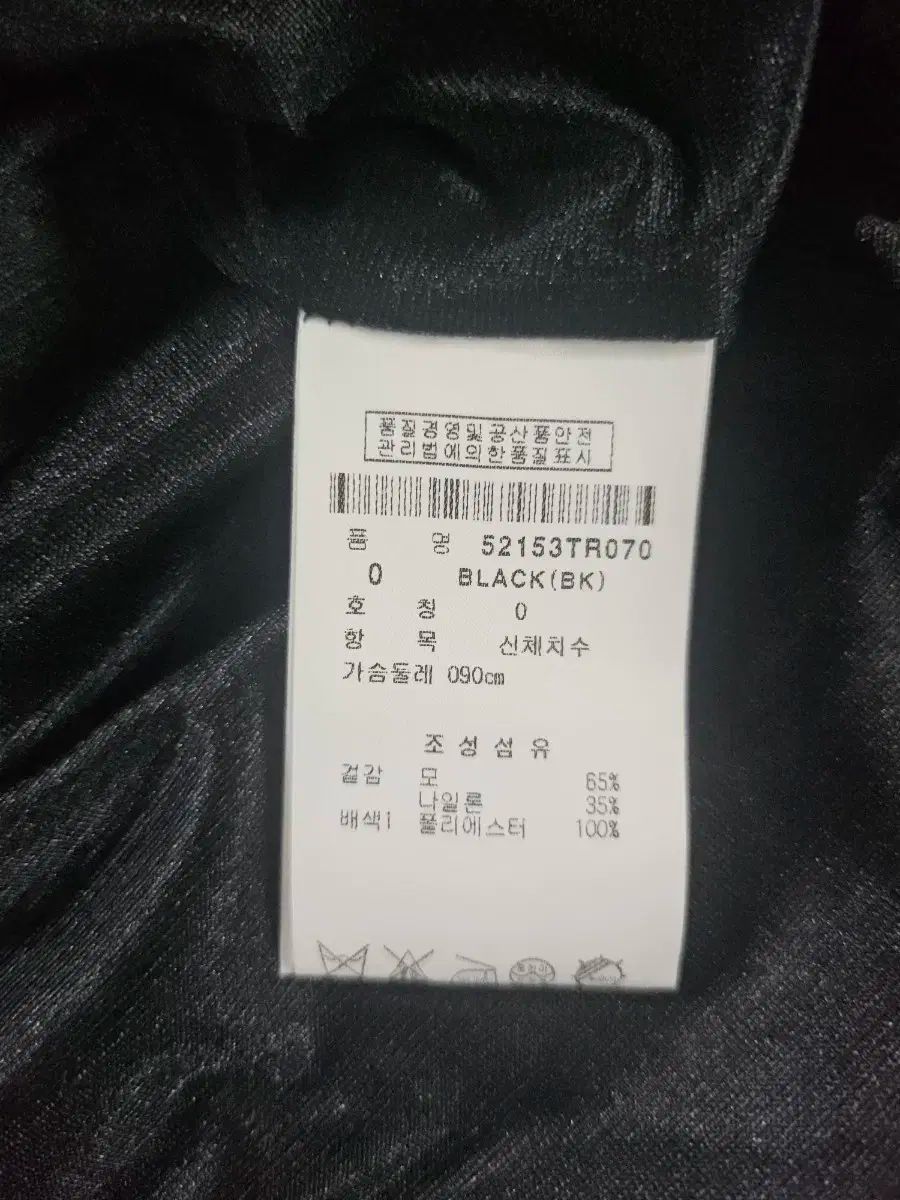 품질경영및공산품안전
관리법에의한품질표시
품 명 52153TR070
0 BLACK(BK)
호 칭 0
항 목 신체치수
가슴둘레 090cm
조성섬유
겉감 모 65%
나일론 35%
배색1 폴리에스터 100%